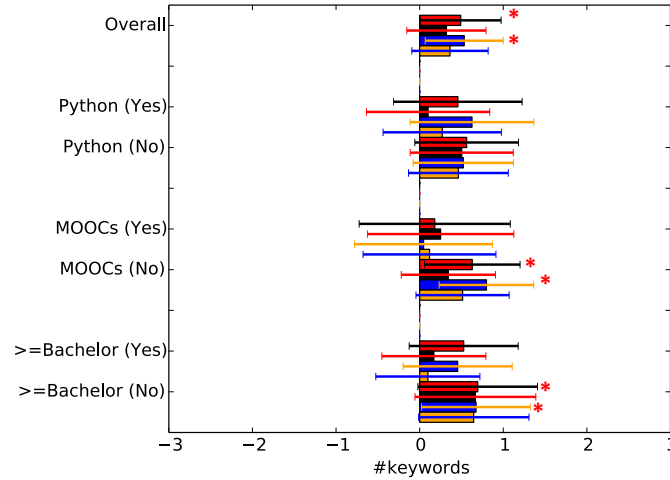 Overall
*
*
Python (Yes)
Python (No)
MOOCs (Yes)
MOOCs (No)
*
*
>=Bachelor (Yes)
>=Bachelor (No)
*
*
−3 −2 −1 0 1 2 3
#keywords